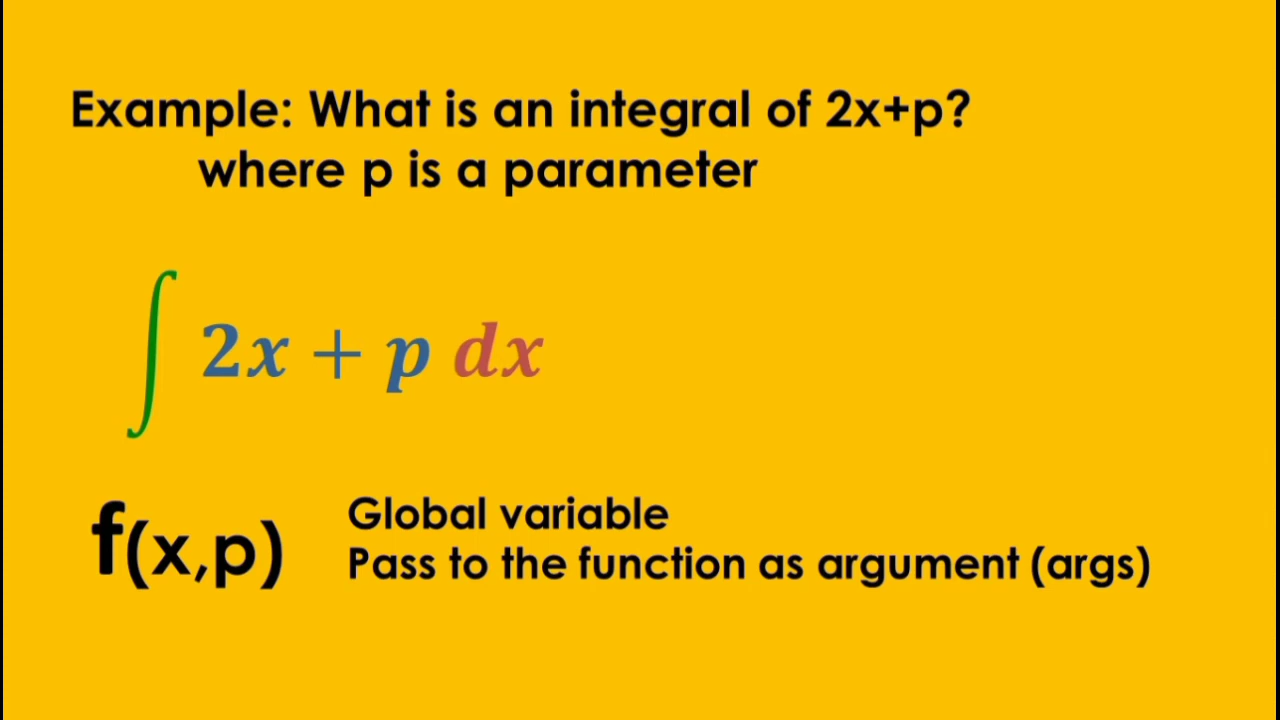 Example: What is an integral of 2x+p?
where p is a parameter
∫ 2x + p dx
f(x,p)
Global variable
Pass to the function as argument (args)